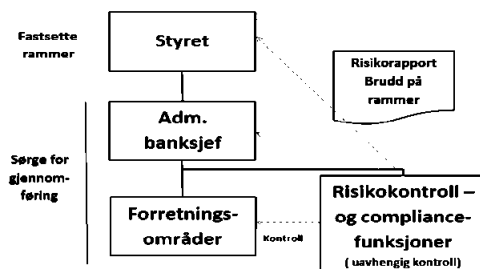 Fastsette
rammer
Styret
Risikorapport
Brudd på
rammer
Adm.
banksjef
Sørge for
gjennom-
føring
Forretnings-
områder
Kontroll
Risikokontroll –
og compliance-
funksjoner
( uavhengig kontroll)